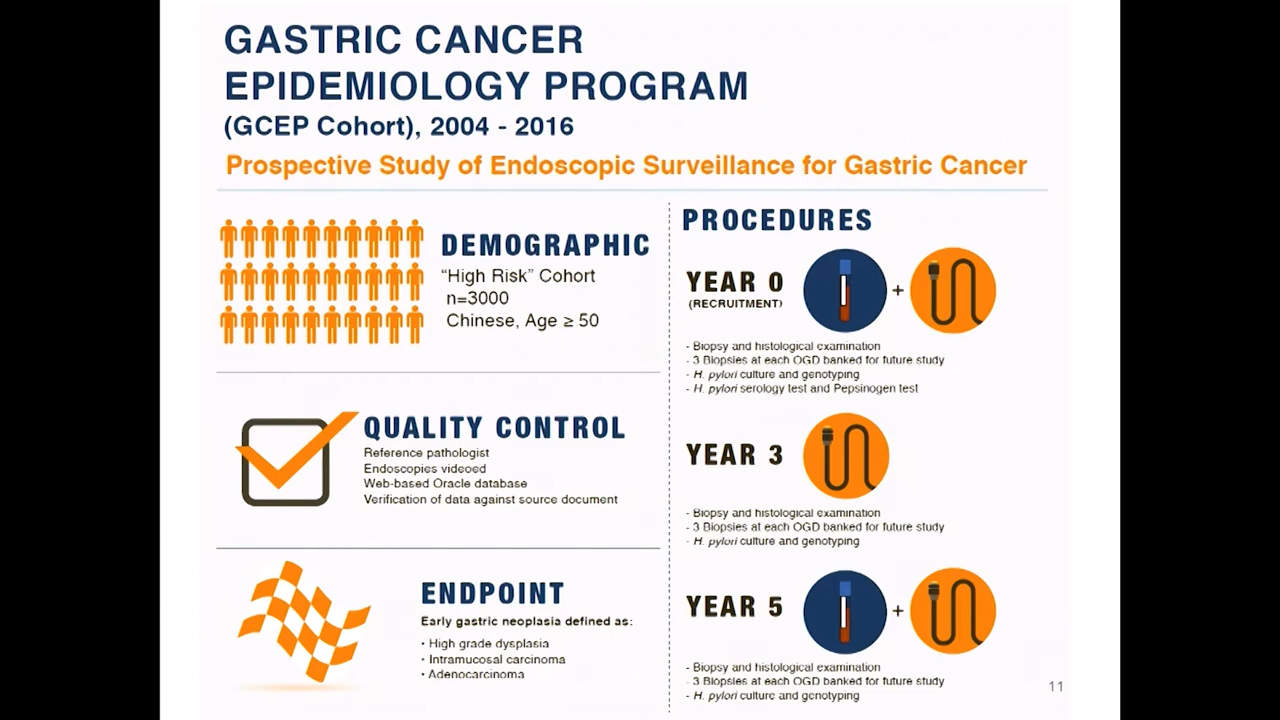 GASTRIC CANCER
EPIDEMIOLOGY PROGRAM
(GCEP Cohort), 2004 - 2016
Prospective Study of Endoscopic Surveillance for Gastric Cancer
DEMOGRAPHIC
“High Risk” Cohort
n=3000
Chinese, Age ≥ 50
QUALITY CONTROL
Reference pathologist
Endoscopies videoed
Web-based Oracle database
Verification of data against source document
ENDPOINT
Early gastric neoplasia defined as:
• High grade dysplasia
• Intramucosal carcinoma
• Adenocarcinoma
PROCEDURES
YEAR 0
(RECRUITMENT)
+
- Biopsy and histological examination
- 3 Biopsies at each OGD banked for future study
- H. pylori culture and genotyping
- H. pylori serology test and Pepsinogen test
YEAR 3
- Biopsy and histological examination
- 3 Biopsies at each OGD banked for future study
- H. pylori culture and genotyping
YEAR 5
+
- Biopsy and histological examination
- 3 Biopsies at each OGD banked for future study
- H. pylori culture and genotyping
11